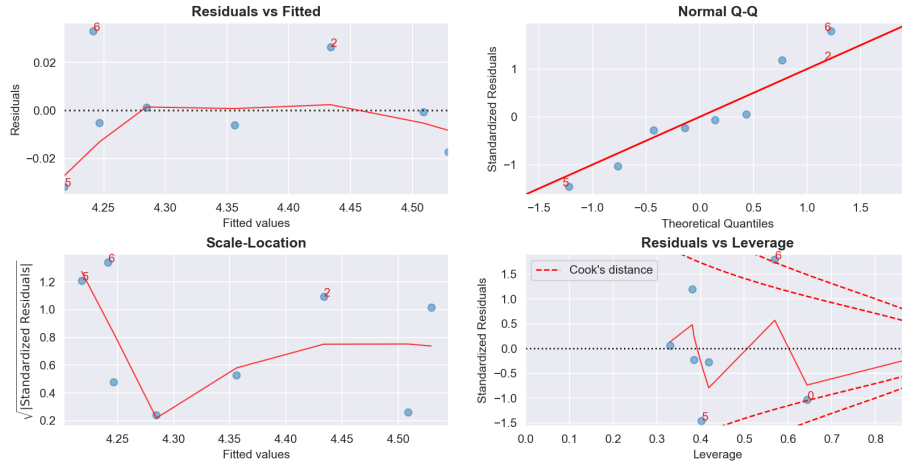 Residuals vs Fitted
Residuals
0.02
0.00
−0.02
6
2
5
4.25 4.30 4.35 4.40 4.45 4.50
Fitted values
Normal Q-Q
Standardized Residuals
1
0
−1
6
2
5
−1.5 −1.0 −0.5 0.0 0.5 1.0 1.5
Theoretical Quantiles
Scale-Location
√|Standardized Residuals|
1.2
1.0
0.8
0.6
0.4
0.2
6
5
2
4.25 4.30 4.35 4.40 4.45 4.50
Fitted values
Residuals vs Leverage
Standardized Residuals
1.5
1.0
0.5
0.0
−0.5
−1.0
−1.5
Cook's distance
6
0
5
0.0 0.1 0.2 0.3 0.4 0.5 0.6 0.7 0.8
Leverage